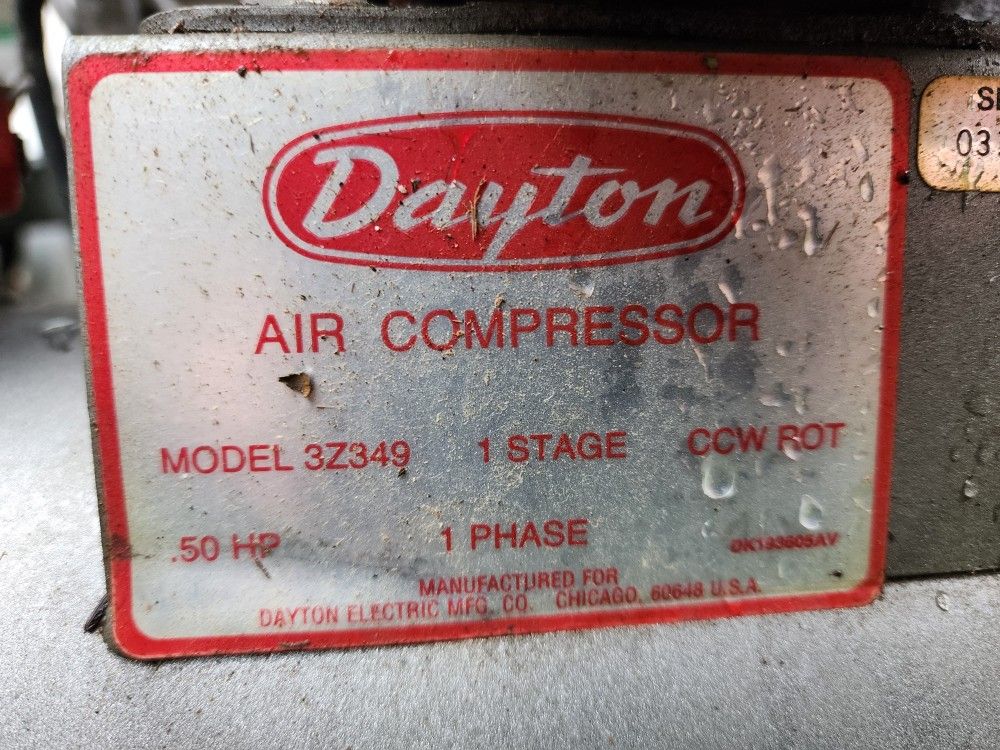 Dayton
AIR COMPRESSOR
MODEL 3Z349 1 STAGE CCW ROT
.50 HP 1 PHASE
MANUFACTURED FOR
DAYTON ELECTRIC MFG. CO. CHICAGO, 60648 U.S.A.